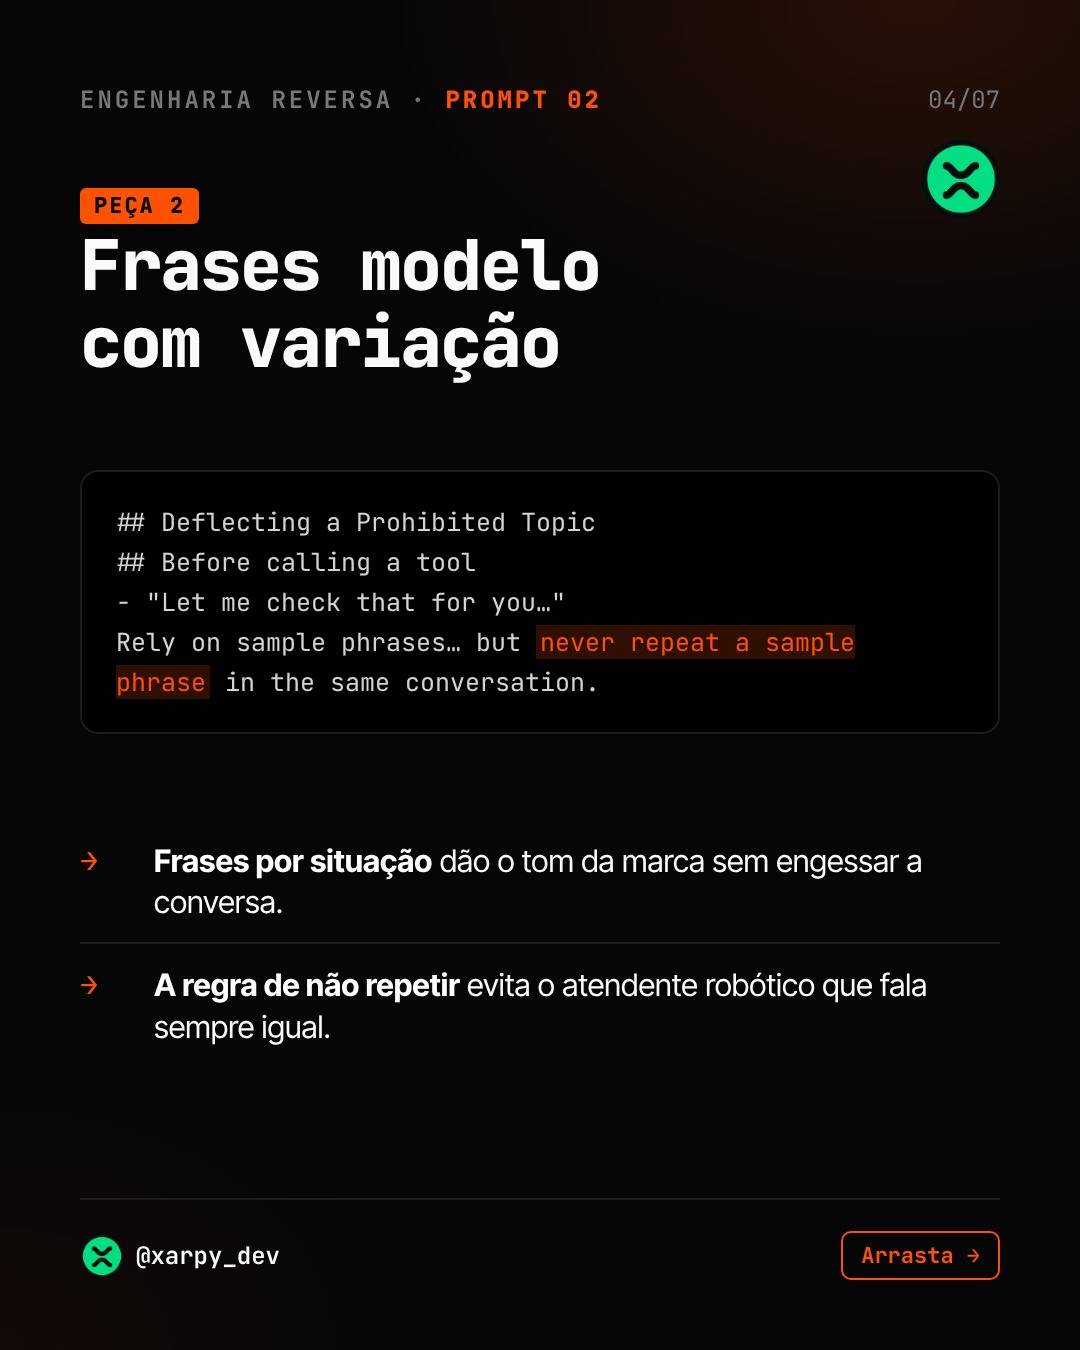 ENGENHARIA REVERSA · PROMPT 02
04/07
PEÇA 2
Frases modelo
com variação
## Deflecting a Prohibited Topic
## Before calling a tool
- "Let me check that for you…"
Rely on sample phrases… but never repeat a sample
phrase in the same conversation.
→ Frases por situação dão o tom da marca sem engessar a
conversa.
→ A regra de não repetir evita o atendente robótico que fala
sempre igual.
@xarpy_dev
Arrasta →